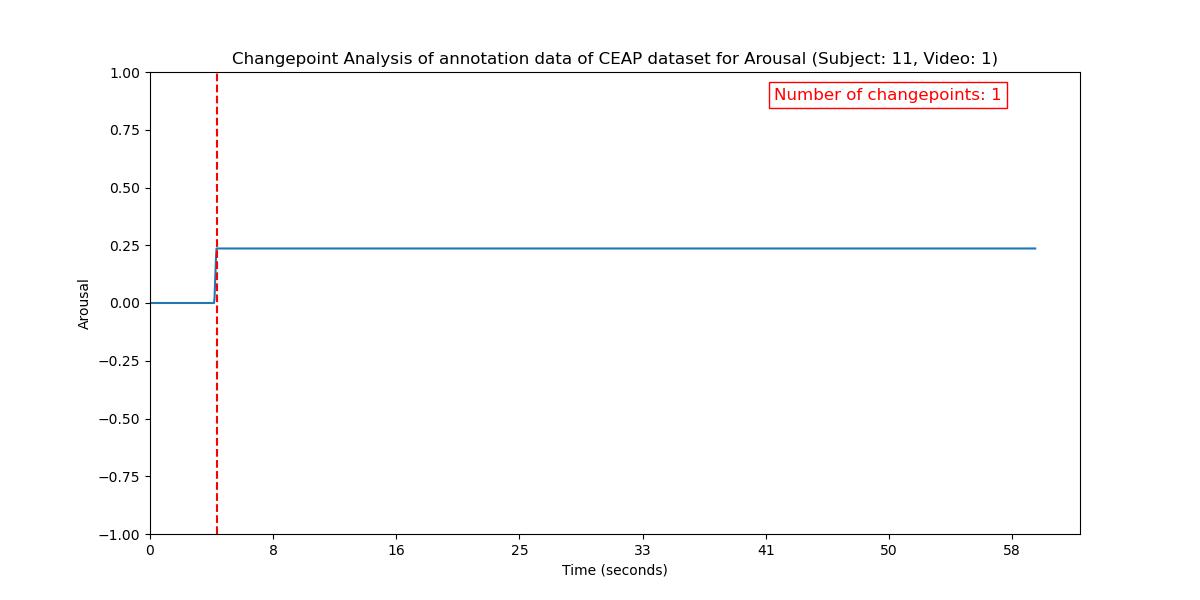 Changepoint Analysis of annotation data of CEAP dataset for Arousal (Subject: 11, Video: 1)
Number of changepoints: 1
1.00
0.75
0.50
0.25
0.00
−0.25
−0.50
−0.75
−1.00
Arousal
0 8 16 25 33 41 50 58
Time (seconds)